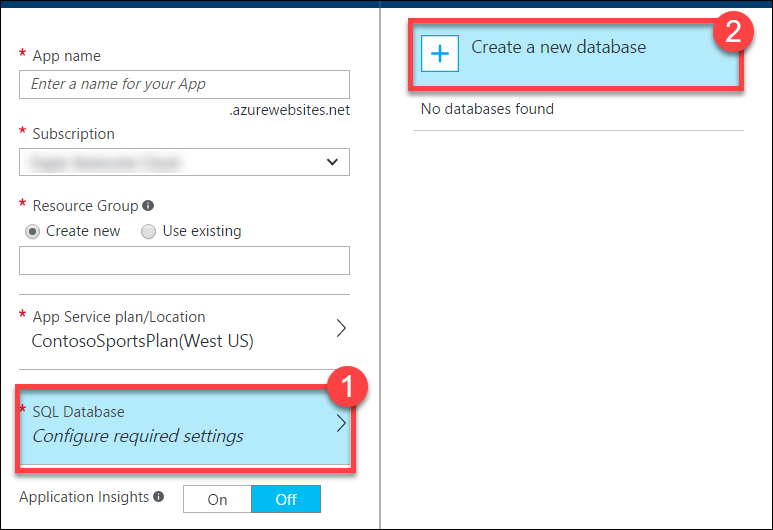 * App name
Enter a name for your App
.azurewebsites.net
* Subscription
* Resource Group
Create new Use existing
* App Service plan/Location
ContosoSportsPlan(West US)
1
* SQL Database
Configure required settings
Application Insights On Off
2
Create a new database
No databases found